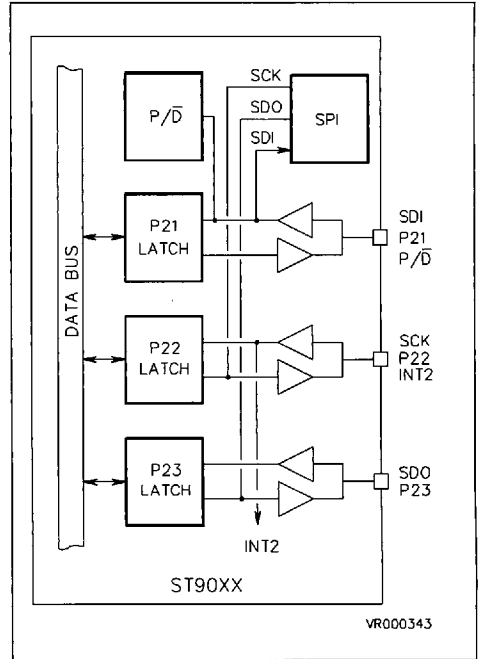 SCK
P/D̅
SDO
SPI
SDI
P21
LATCH
SDI
P21
P/D̅
DATA BUS
P22
LATCH
SCK
P22
INT2
P23
LATCH
SDO
P23
INT2
ST90XX
VR000343